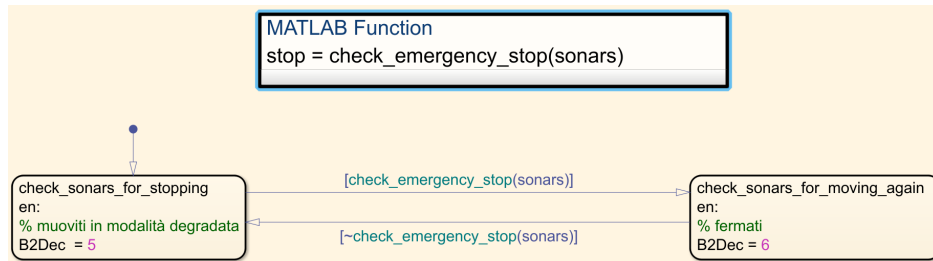 MATLAB Function
stop = check_emergency_stop(sonars)
check_sonars_for_stopping
en:
% muoviti in modalità degradata
B2Dec = 5
[check_emergency_stop(sonars)]
[~check_emergency_stop(sonars)]
check_sonars_for_moving_again
en:
% fermati
B2Dec = 6